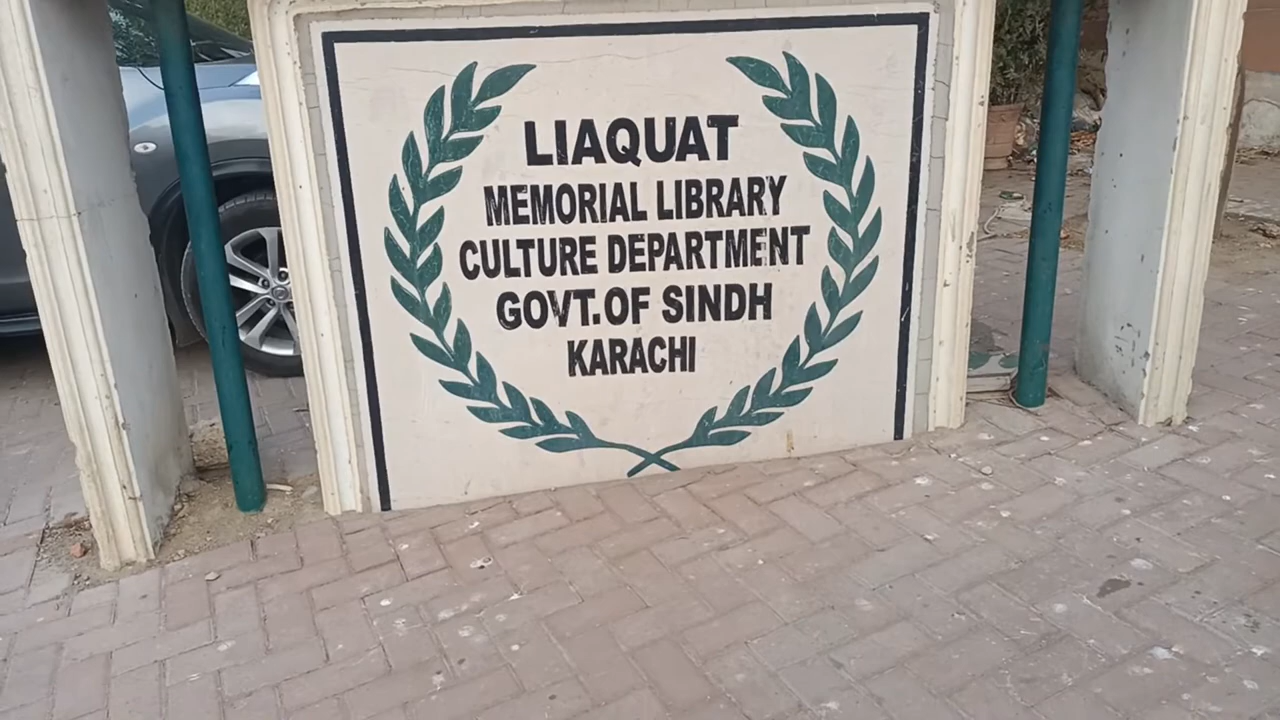 LIAQUAT
MEMORIAL LIBRARY
CULTURE DEPARTMENT
GOVT.OF SINDH
KARACHI